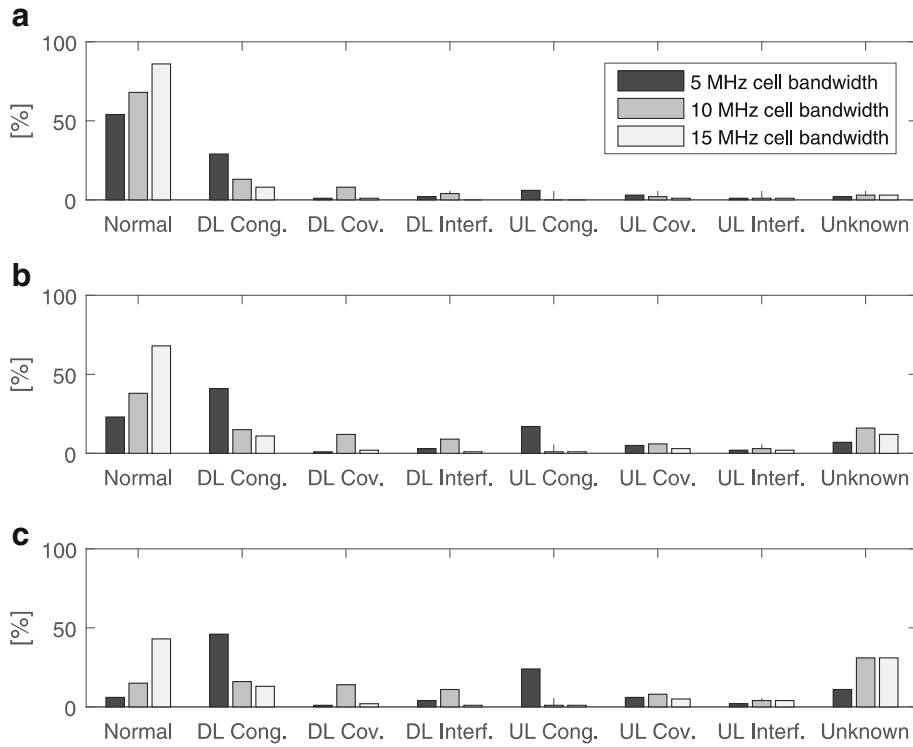 a
100
50
0
[%]
5 MHz cell bandwidth
10 MHz cell bandwidth
15 MHz cell bandwidth
Normal DL Cong. DL Cov. DL Interf. UL Cong. UL Cov. UL Interf. Unknown
b
100
50
0
[%]
Normal DL Cong. DL Cov. DL Interf. UL Cong. UL Cov. UL Interf. Unknown
c
100
50
0
[%]
Normal DL Cong. DL Cov. DL Interf. UL Cong. UL Cov. UL Interf. Unknown